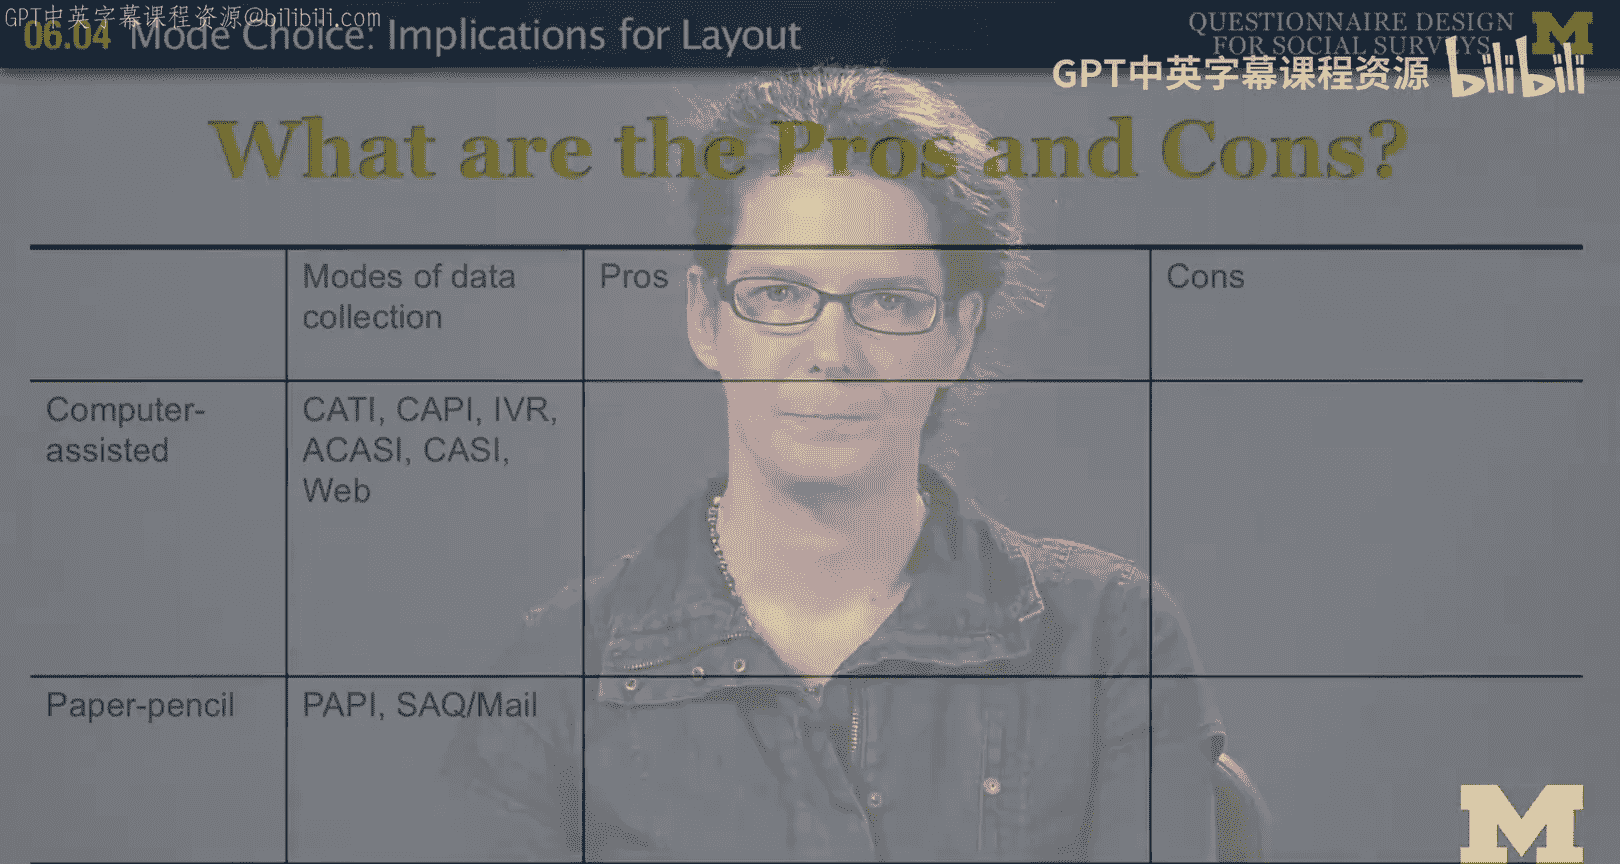 GPT中英字幕课程资源@bilibili.com
06.04 Mode Choice: Implications for Layout
QUESTIONNAIRE DESIGN
FOR SOCIAL SURVEYS
M
GPT中英字幕课程资源 bilibili
What are the Pros and Cons?
Modes of data
collection
Pros
Cons
Computer-
assisted
CATI, CAPI, IVR,
ACASI, CASI,
Web
Paper-pencil
PAPI, SAQ/Mail
M